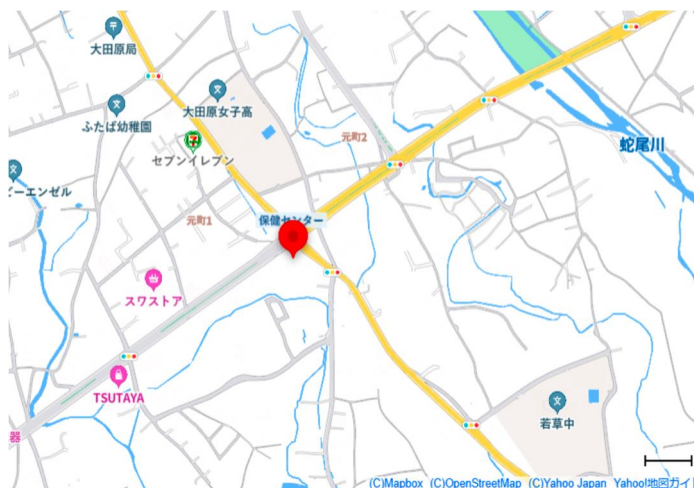 大田原局
大田原女子高
ふたば幼稚園
元町2
セブンイレブン
蛇尾川
ビーエンゼル
元町1
保健センター
スワストア
TSUTAYA
若草中
器
(C)Mapbox (C)OpenStreetMap (C)Yahoo Japan Yahoo!地図ガイ